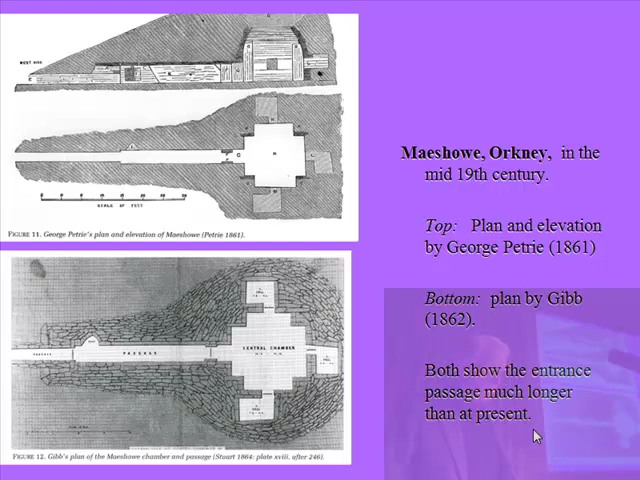 WEST SIDE
SCALE OF FEET
FIGURE 11. George Petrie's plan and elevation of Maeshowe (Petrie 1861).
PASSAGE
PASSAGE
CENTRAL CHAMBER
FIGURE 12. Gibb's plan of the Maeshowe chamber and passage (Stuart 1864: plate xviii, after 246).
Maeshowe, Orkney, in the
mid 19th century.
Top: Plan and elevation
by George Petrie (1861)
Bottom: plan by Gibb
(1862).
Both show the entrance
passage much longer
than at present.